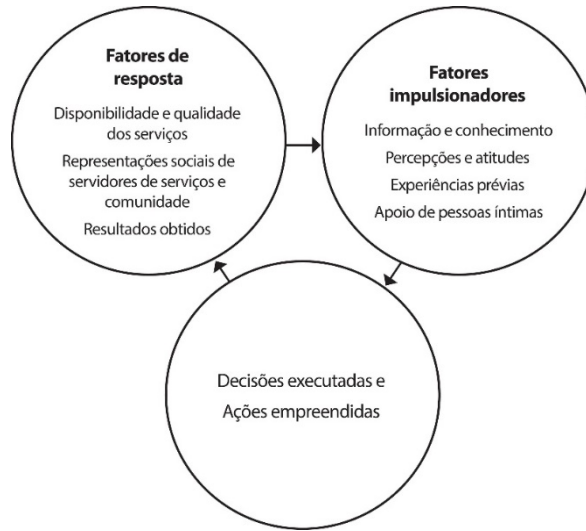 Fatores de
resposta
Disponibilidade e qualidade
dos serviços
Representações sociais de
servidores de serviços e
comunidade
Resultados obtidos
Fatores
impulsionadores
Informação e conhecimento
Percepções e atitudes
Experiências prévias
Apoio de pessoas íntimas
Decisões executadas e
Ações empreendidas